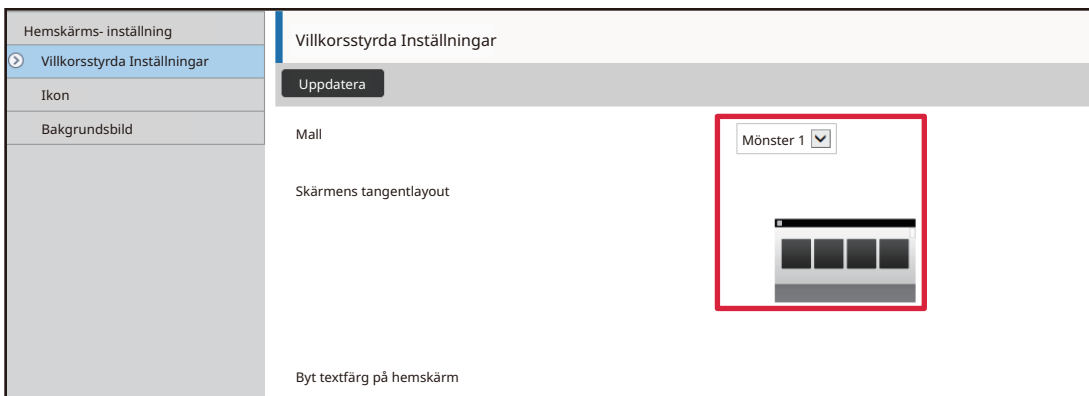 Hemskärms- inställning
Villkorsstyrda Inställningar
Ikon
Bakgrundsbild
Villkorsstyrda Inställningar
Uppdatera
Mall
Mönster 1
Skärmens tangentlayout
Byt textfärg på hemskärm